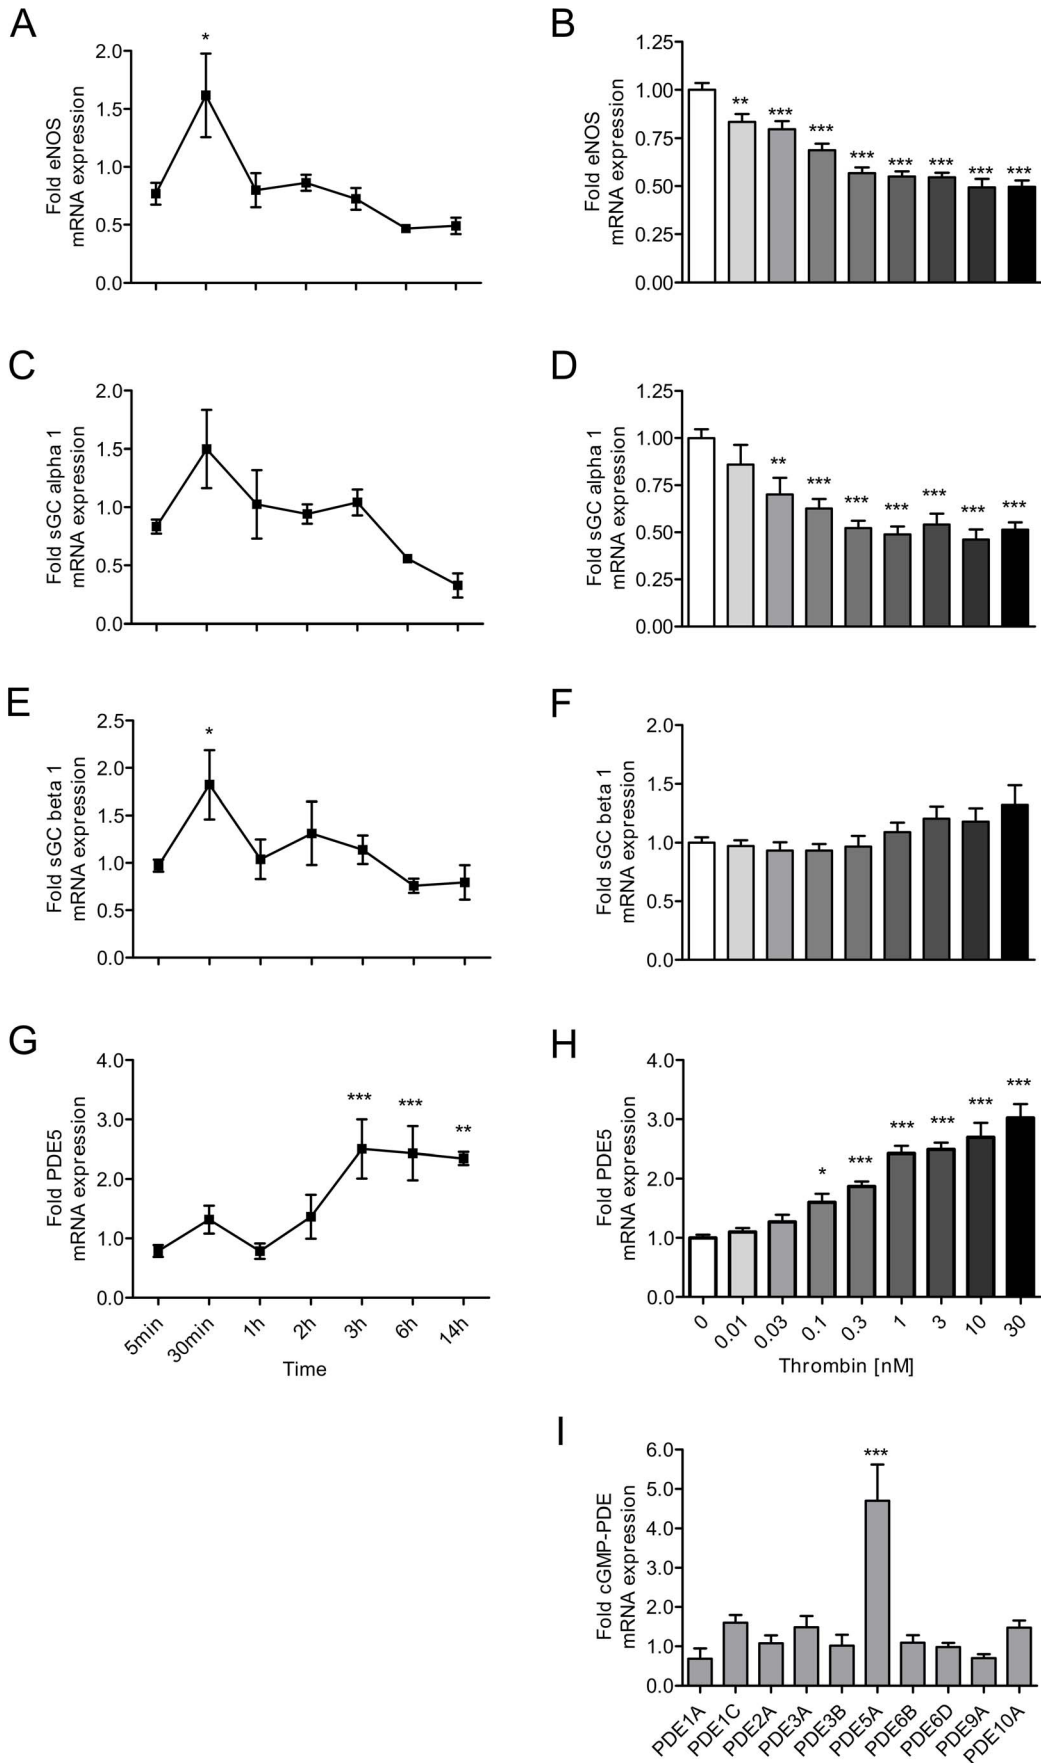 A
Fold eNOS
mRNA expression
2.0
1.5
1.0
0.5
0.0
*
B
Fold eNOS
mRNA expression
1.25
1.00
0.75
0.50
0.25
0.00
** *** *** *** *** *** *** ***
C
Fold sGC alpha 1
mRNA expression
2.0
1.5
1.0
0.5
0.0
D
Fold sGC alpha 1
mRNA expression
1.25
1.00
0.75
0.50
0.25
0.00
** *** *** *** *** *** ***
E
Fold sGC beta 1
mRNA expression
2.5
2.0
1.5
1.0
0.5
0.0
*
F
Fold sGC beta 1
mRNA expression
2.0
1.5
1.0
0.5
0.0
G
Fold PDE5
mRNA expression
4.0
3.0
2.0
1.0
0.0
*** *** **
5min 30min 1h 2h 3h 6h 14h
Time
H
Fold PDE5
mRNA expression
4.0
3.0
2.0
1.0
0.0
* *** *** *** *** ***
0 0.01 0.03 0.1 0.3 1 3 10 30
Thrombin [nM]
I
Fold cGMP-PDE
mRNA expression
6.0
5.0
4.0
3.0
2.0
1.0
0.0
***
PDE1A PDE1C PDE2A PDE3A PDE3B PDE5A PDE6B PDE6D PDE9A PDE10A